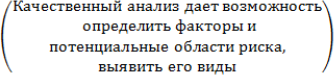 Качественный анализ дает возможность
определить факторы и
потенциальные области риска,
выявить его виды